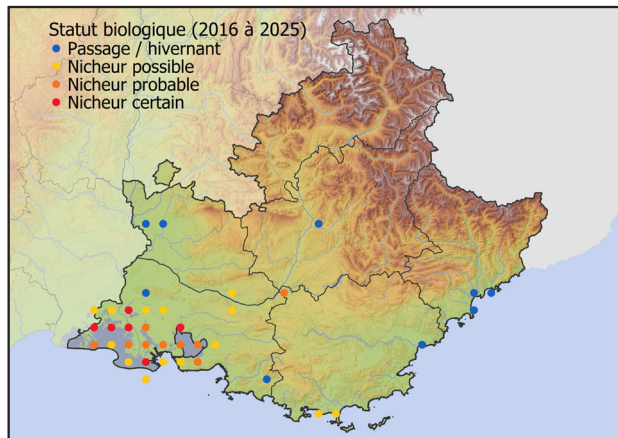 Statut biologique (2016 à 2025)
Passage / hivernant
Nicheur possible
Nicheur probable
Nicheur certain